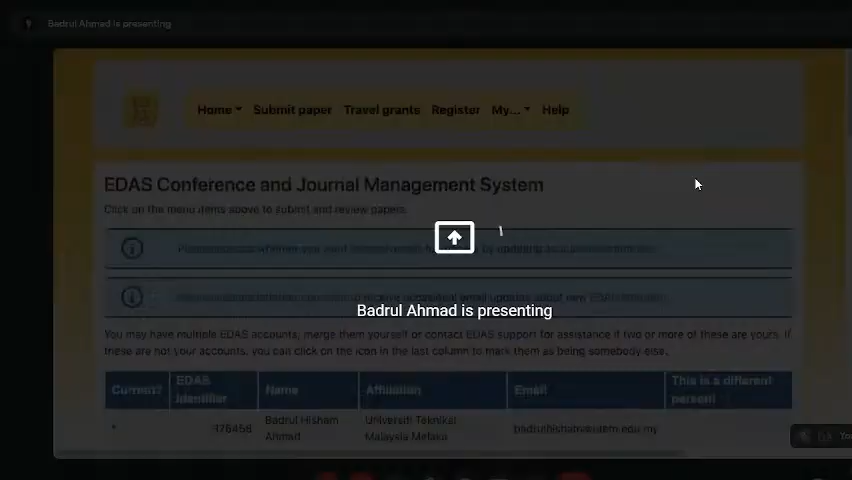 Badrul Ahmad is presenting
Home Submit paper Travel grants Register My... Help
EDAS Conference and Journal Management System
Click on the menu items above to submit and review papers.
Badrul Ahmad is presenting
You may have multiple EDAS accounts, merge them yourself or contact EDAS support for assistance if two or more of these are yours. If
these are not your accounts, you can click on the icon in the last column to mark them as being somebody else.
Current? EDAS Identifier Name Affiliation Email This is a different person!
Badrul Hisham Ahmad Universiti Teknikal Malaysia Melaka
You